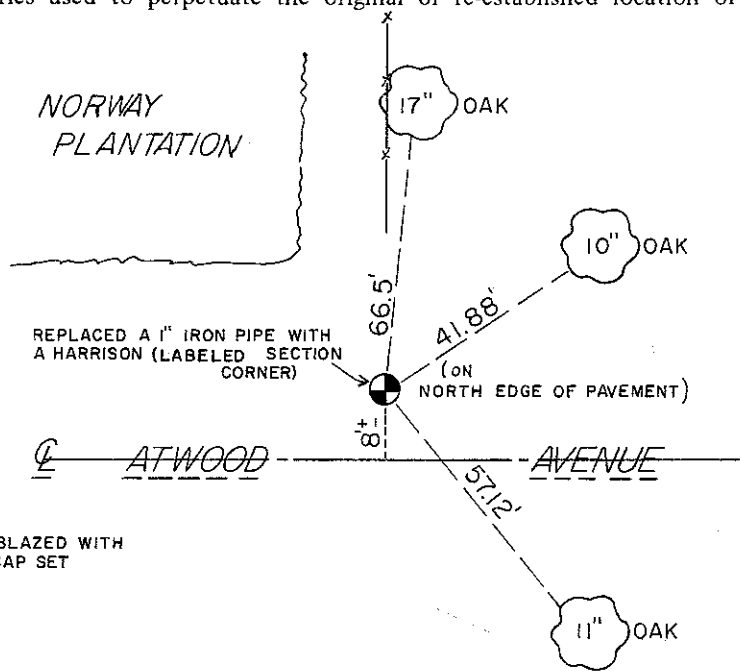 used to perpetuate the original or re-established location of
NORWAY
PLANTATION
17" OAK
10" OAK
66.5'
41.88'
REPLACED A 1" IRON PIPE WITH
A HARRISON (LABELED SECTION
CORNER)
(ON
NORTH EDGE OF PAVEMENT)
8'±
℄ ATWOOD AVENUE
57.12'
BLAZED WITH
CAP SET
11" OAK